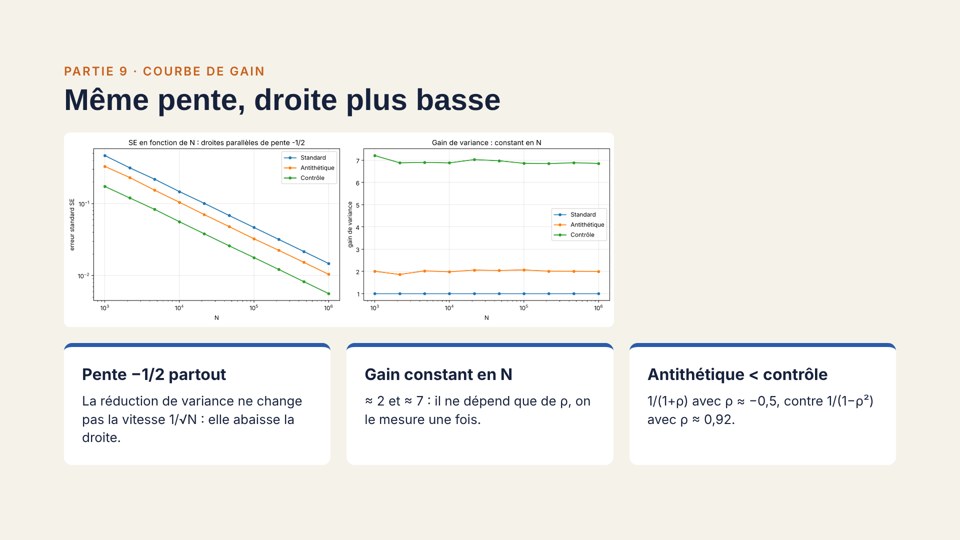 PARTIE 9 · COURBE DE GAIN
Même pente, droite plus basse
SE en fonction de N : droites parallèles de pente -1/2
Standard
Antithétique
Contrôle
erreur standard SE
10⁻¹
10⁻²
10³
10⁴
10⁵
10⁶
N
Gain de variance : constant en N
gain de variance
7
6
5
4
3
2
1
Standard
Antithétique
Contrôle
10³
10⁴
10⁵
10⁶
N
Pente −1/2 partout
La réduction de variance ne change
pas la vitesse 1/√N : elle abaisse la
droite.
Gain constant en N
≈ 2 et ≈ 7 : il ne dépend que de ρ, on
le mesure une fois.
Antithétique < contrôle
1/(1+ρ) avec ρ ≈ −0,5, contre 1/(1−ρ²)
avec ρ ≈ 0,92.